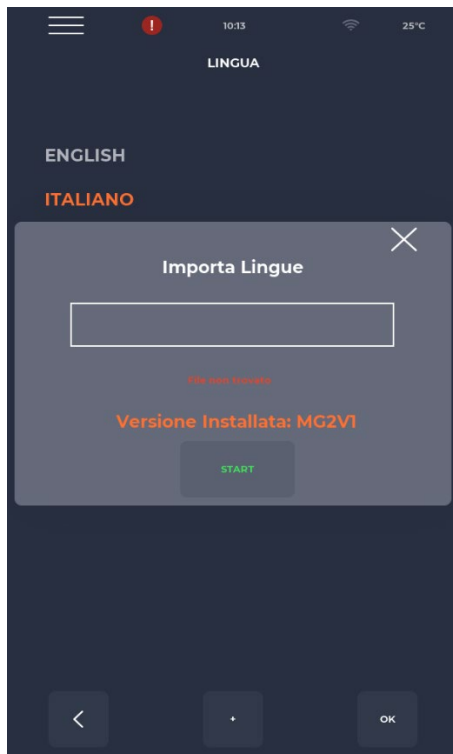 10:13
25°C
LINGUA
ENGLISH
ITALIANO
Importa Lingue
File non trovato
Versione Installata: MG2V1
START
+
OK